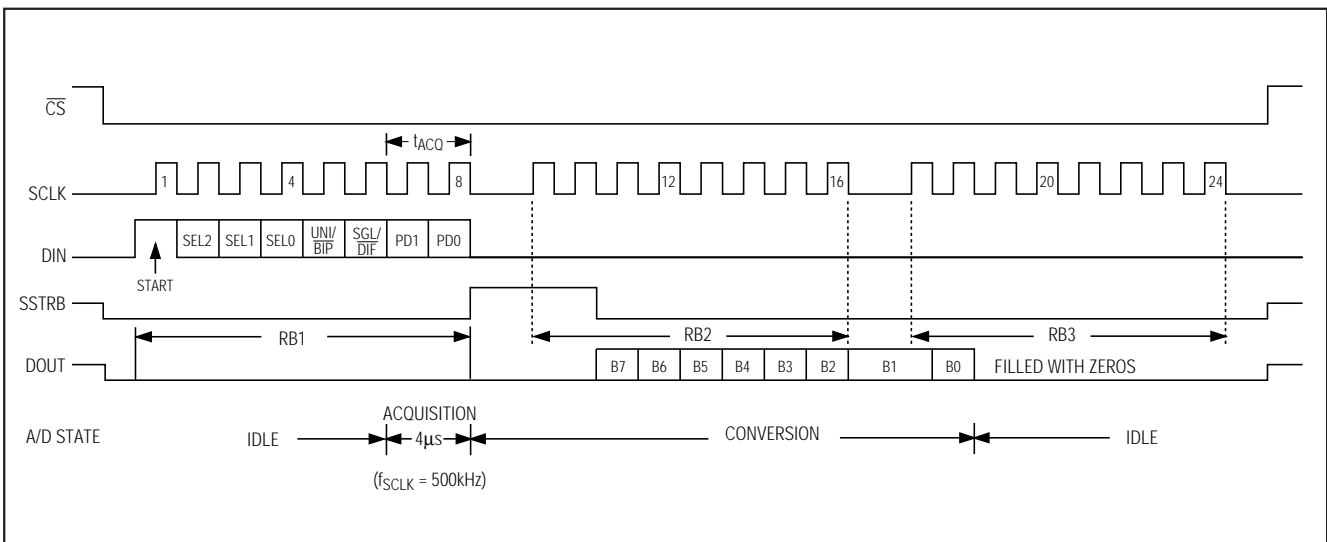 CS
tACQ
SCLK 1 4 8 12 16 20 24
DIN SEL2 SEL1 SEL0 UNI/BIP SGL/DIF PD1 PD0
START
SSTRB
RB1 RB2 RB3
DOUT B7 B6 B5 B4 B3 B2 B1 B0 FILLED WITH ZEROS
ACQUISITION
A/D STATE IDLE 4μs CONVERSION IDLE
(fSCLK = 500kHz)